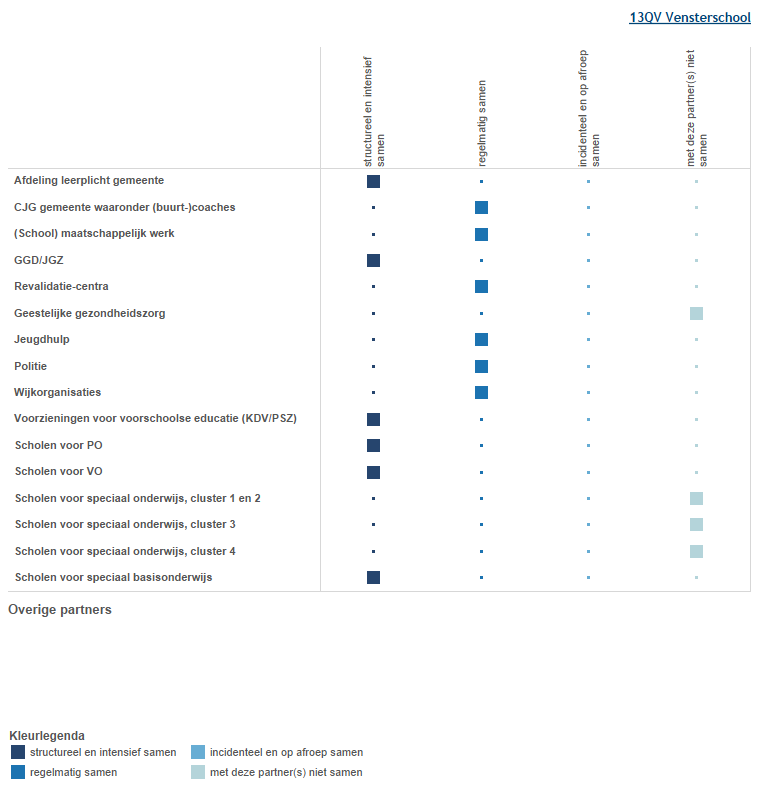 13QV Vensterschool
structureel en intensief
samen
regelmatig samen
incidenteel en op afroep
samen
met deze partner(s) niet
samen
Afdeling leerplicht gemeente
CJG gemeente waaronder (buurt-)coaches
(School) maatschappelijk werk
GGD/JGZ
Revalidatie-centra
Geestelijke gezondheidszorg
Jeugdhulp
Politie
Wijkorganisaties
Voorzieningen voor voorschoolse educatie (KDV/PSZ)
Scholen voor PO
Scholen voor VO
Scholen voor speciaal onderwijs, cluster 1 en 2
Scholen voor speciaal onderwijs, cluster 3
Scholen voor speciaal onderwijs, cluster 4
Scholen voor speciaal basisonderwijs
Overige partners
Kleurlegenda
structureel en intensief samen
incidenteel en op afroep samen
regelmatig samen
met deze partner(s) niet samen